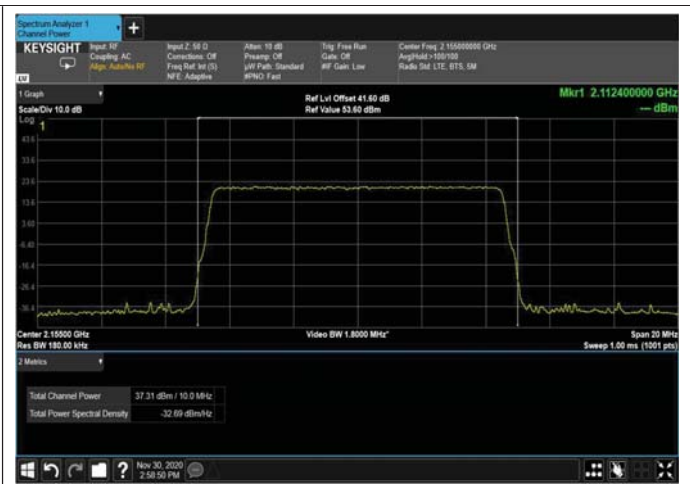 Spectrum Analyzer 1
Channel Power
KEYSIGHT
Input: RF
Coupling: AC
Align: Auto/No RF
Input Z: 50 Ω
Corrections: Off
Freq Ref: Int (S)
NFE: Adaptive
Atten: 10 dB
Preamp: Off
µW Path: Standard
#PNO: Fast
Trig: Free Run
Gate: Off
#IF Gain: Low
Center Freq: 2.155000000 GHz
Avg|Hold:>100/100
Radio Std: LTE, BTS, 5M
LV
1 Graph
Scale/Div 10.0 dB
Ref Lvl Offset 41.60 dB
Ref Value 53.60 dBm
Mkr1 2.112400000 GHz
--- dBm
Log
1
43.6
33.6
23.6
13.6
3.60
-6.40
-16.4
-26.4
-36.4
Center 2.15500 GHz
Res BW 180.00 kHz
Video BW 1.8000 MHz*
Span 20 MHz
Sweep 1.00 ms (1001 pts)
2 Metrics
Total Channel Power 37.31 dBm / 10.0 MHz
Total Power Spectral Density -32.69 dBm/Hz
Nov 30, 2020
2:58:50 PM